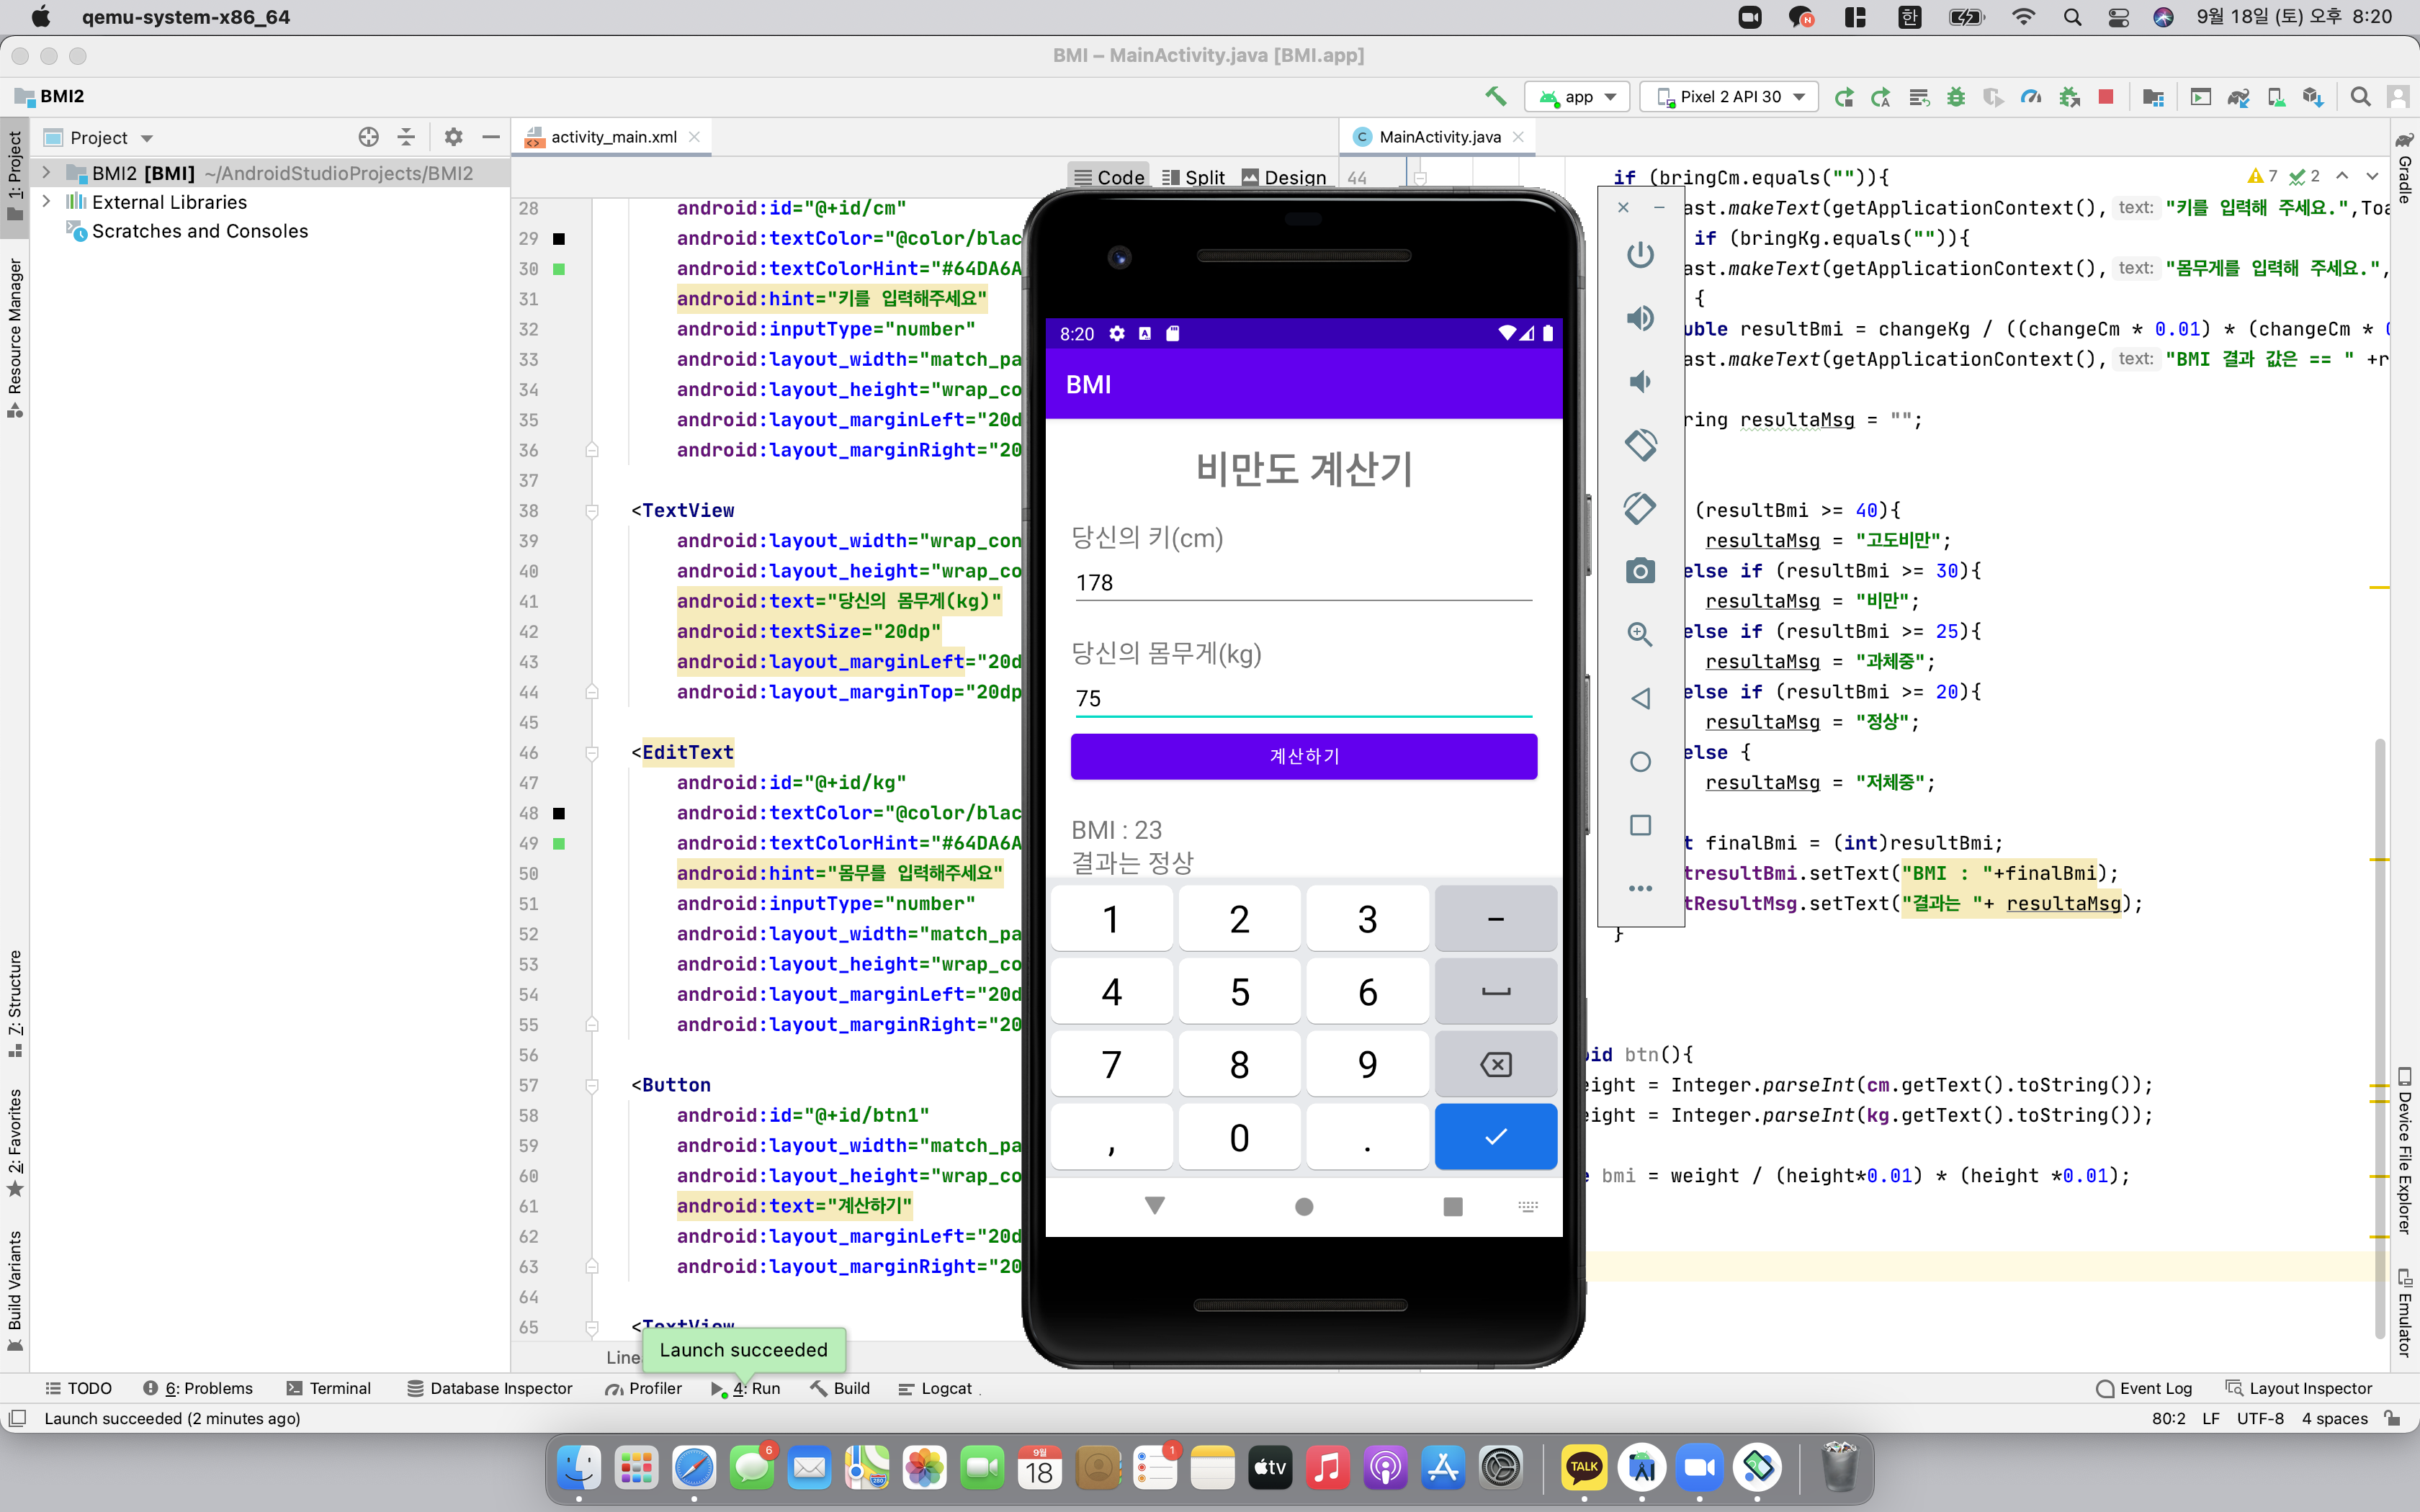 qemu-system-x86_64
한
9월 18일 (토) 오후 8:20
BMI – MainActivity.java [BMI.app]
BMI2
app
Pixel 2 API 30
Project
activity_main.xml
MainActivity.java
Code
Split
Design
BMI2 [BMI] ~/AndroidStudioProjects/BMI2
External Libraries
Scratches and Consoles
1: Project
Resource Manager
7: Structure
2: Favorites
Build Variants
28 android:id="@+id/cm"
29 android:textColor="@color/blac
30 android:textColorHint="#64DA6A
31 android:hint="키를 입력해주세요"
32 android:inputType="number"
33 android:layout_width="match_pa
34 android:layout_height="wrap_co
35 android:layout_marginLeft="20d
36 android:layout_marginRight="20
37
38 <TextView
39 android:layout_width="wrap_con
40 android:layout_height="wrap_co
41 android:text="당신의 몸무게(kg)"
42 android:textSize="20dp"
43 android:layout_marginLeft="20d
44 android:layout_marginTop="20dp
45
46 <EditText
47 android:id="@+id/kg"
48 android:textColor="@color/blac
49 android:textColorHint="#64DA6A
50 android:hint="몸무를 입력해주세요"
51 android:inputType="number"
52 android:layout_width="match_pa
53 android:layout_height="wrap_co
54 android:layout_marginLeft="20d
55 android:layout_marginRight="20
56
57 <Button
58 android:id="@+id/btn1"
59 android:layout_width="match_pa
60 android:layout_height="wrap_co
61 android:text="계산하기"
62 android:layout_marginLeft="20d
63 android:layout_marginRight="20
64
65 <TextView
Line
Launch succeeded
8:20
BMI
비만도 계산기
당신의 키(cm)
178
당신의 몸무게(kg)
75
계산하기
BMI : 23
결과는 정상
1 2 3 −
4 5 6
7 8 9
, 0 .
44
7 2
if (bringCm.equals("")){
ast.makeText(getApplicationContext(), text: "키를 입력해 주세요.",Toa
if (bringKg.equals("")){
ast.makeText(getApplicationContext(), text: "몸무게를 입력해 주세요.",
{
uble resultBmi = changeKg / ((changeCm * 0.01) * (changeCm * 0
ast.makeText(getApplicationContext(), text: "BMI 결과 값은 == " +r
ring resultaMsg = "";
(resultBmi >= 40){
resultaMsg = "고도비만";
else if (resultBmi >= 30){
resultaMsg = "비만";
else if (resultBmi >= 25){
resultaMsg = "과체중";
else if (resultBmi >= 20){
resultaMsg = "정상";
else {
resultaMsg = "저체중";
t finalBmi = (int)resultBmi;
tresultBmi.setText("BMI : "+finalBmi);
tResultMsg.setText("결과는 "+ resultaMsg);
}
oid btn(){
eight = Integer.parseInt(cm.getText().toString());
eight = Integer.parseInt(kg.getText().toString());
e bmi = weight / (height*0.01) * (height *0.01);
Gradle
Device File Explorer
Emulator
TODO
6: Problems
Terminal
Database Inspector
Profiler
4: Run
Build
Logcat
Event Log
Layout Inspector
Launch succeeded (2 minutes ago)
80:2 LF UTF-8 4 spaces
6
9월
18
1
tv
TALK